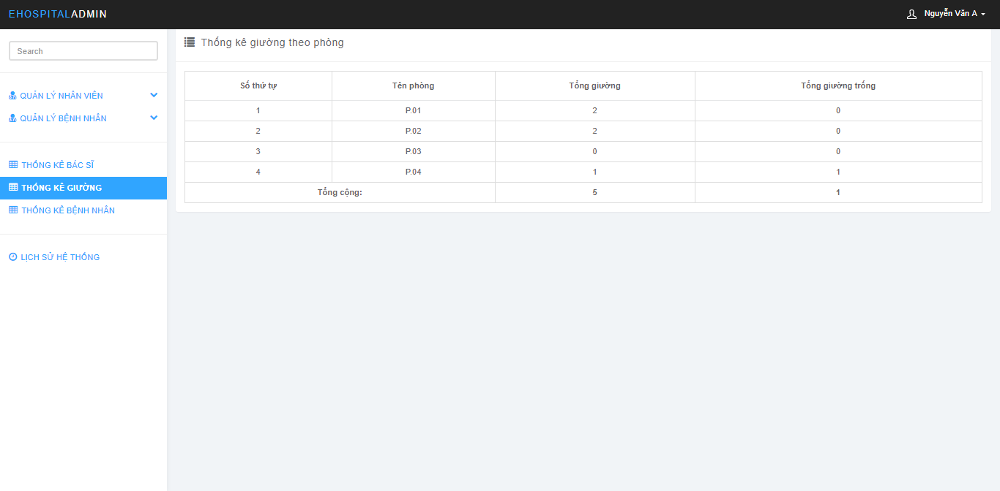 EHOSPITALADMIN
Nguyễn Văn A
Search
QUẢN LÝ NHÂN VIÊN
QUẢN LÝ BỆNH NHÂN
THỐNG KÊ BÁC SĨ
THỐNG KÊ GIƯỜNG
THỐNG KÊ BỆNH NHÂN
LỊCH SỬ HỆ THỐNG
Thống kê giường theo phòng
Số thứ tự Tên phòng Tổng giường Tổng giường trống
1 P.01 2 0
2 P.02 2 0
3 P.03 0 0
4 P.04 1 1
Tổng cộng: 5 1